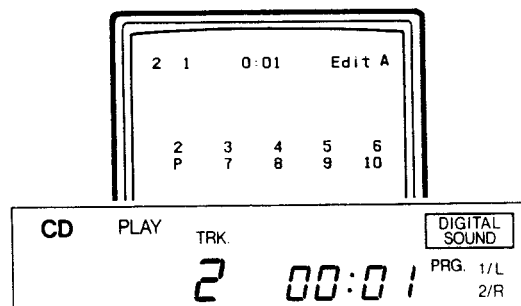 2 1 0:01 Edit A
2 3 4 5 6
P 7 8 9 10
CD PLAY TRK. DIGITAL SOUND
2 00:01 PRG. 1/L
2/R